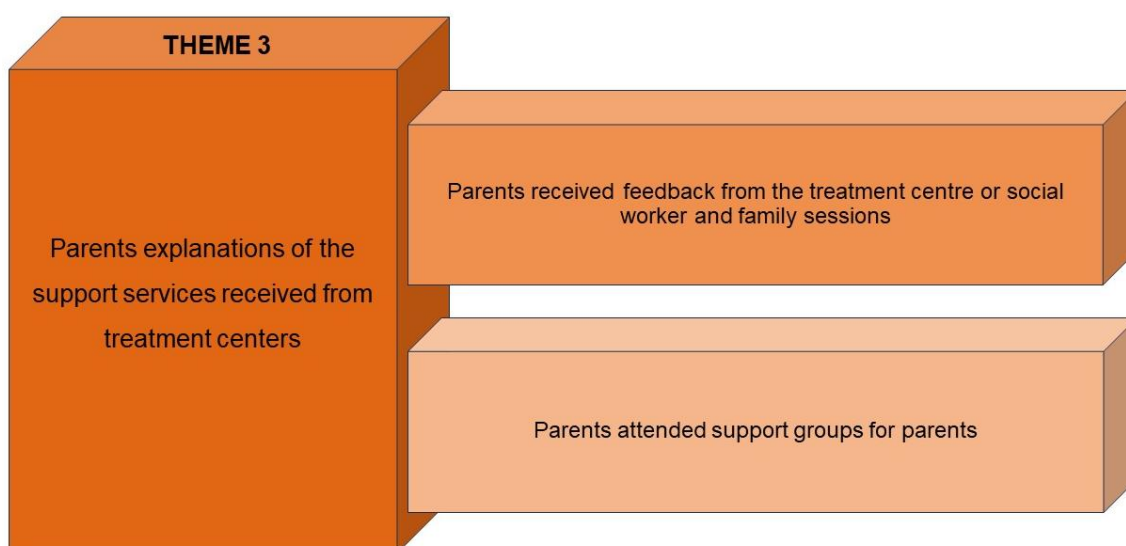 THEME 3
Parents explanations of the
support services received from
treatment centers
Parents received feedback from the treatment centre or social
worker and family sessions
Parents attended support groups for parents